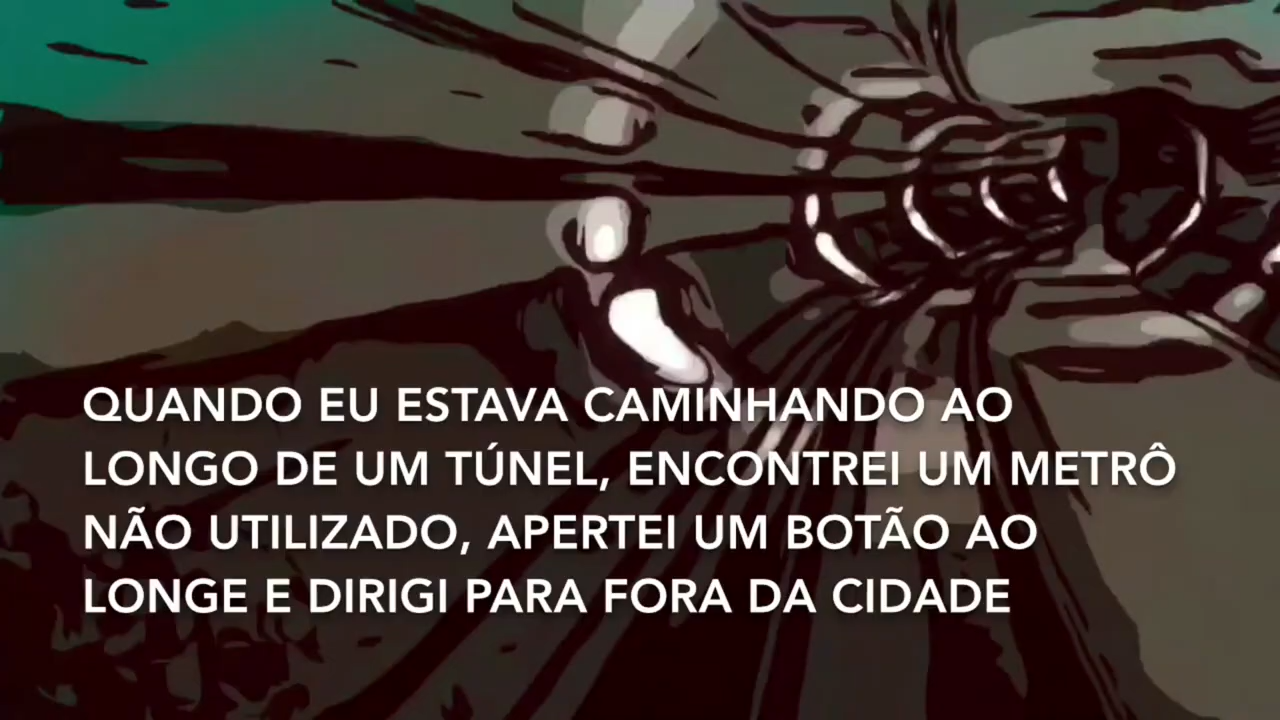 QUANDO EU ESTAVA CAMINHANDO AO
LONGO DE UM TÚNEL, ENCONTREI UM METRÔ
NÃO UTILIZADO, APERTEI UM BOTÃO AO
LONGE E DIRIGI PARA FORA DA CIDADE